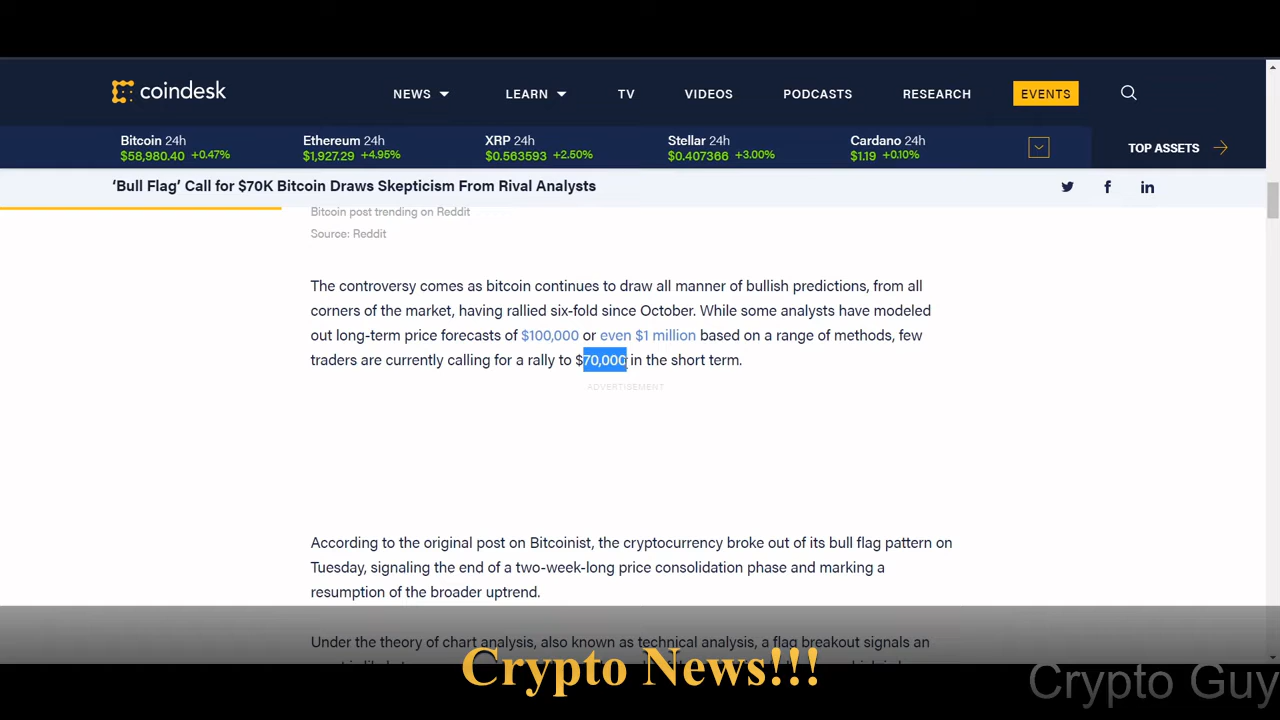 coindesk
NEWS LEARN TV VIDEOS PODCASTS RESEARCH EVENTS
Bitcoin 24h Ethereum 24h XRP 24h Stellar 24h Cardano 24h
$58,980.40 +0.47% $1,927.29 +4.95% $0.563593 +2.50% $0.407366 +3.00% $1.19 +0.10%
TOP ASSETS
‘Bull Flag’ Call for $70K Bitcoin Draws Skepticism From Rival Analysts
Bitcoin post trending on Reddit
Source: Reddit
The controversy comes as bitcoin continues to draw all manner of bullish predictions, from all
corners of the market, having rallied six-fold since October. While some analysts have modeled
out long-term price forecasts of $100,000 or even $1 million based on a range of methods, few
traders are currently calling for a rally to $70,000 in the short term.
ADVERTISEMENT
According to the original post on Bitcoinist, the cryptocurrency broke out of its bull flag pattern on
Tuesday, signaling the end of a two-week-long price consolidation phase and marking a
resumption of the broader uptrend.
Under the theory of chart analysis, also known as technical analysis, a flag breakout signals an
Crypto News!!!
Crypto Guy